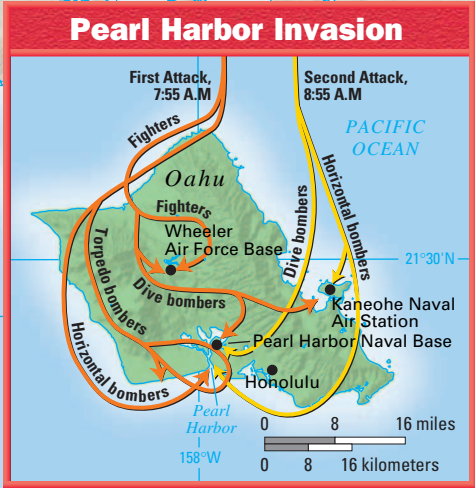 Pearl Harbor Invasion
First Attack,
7:55 A.M
Second Attack,
8:55 A.M
PACIFIC
OCEAN
Fighters
Oahu
Horizontal bombers
Fighters
Dive bombers
Wheeler
Air Force Base
Torpedo bombers
21°30'N
Dive bombers
Kaneohe Naval
Air Station
Pearl Harbor Naval Base
Horizontal bombers
Honolulu
Pearl
Harbor
0 8 16 miles
158°W
0 8 16 kilometers